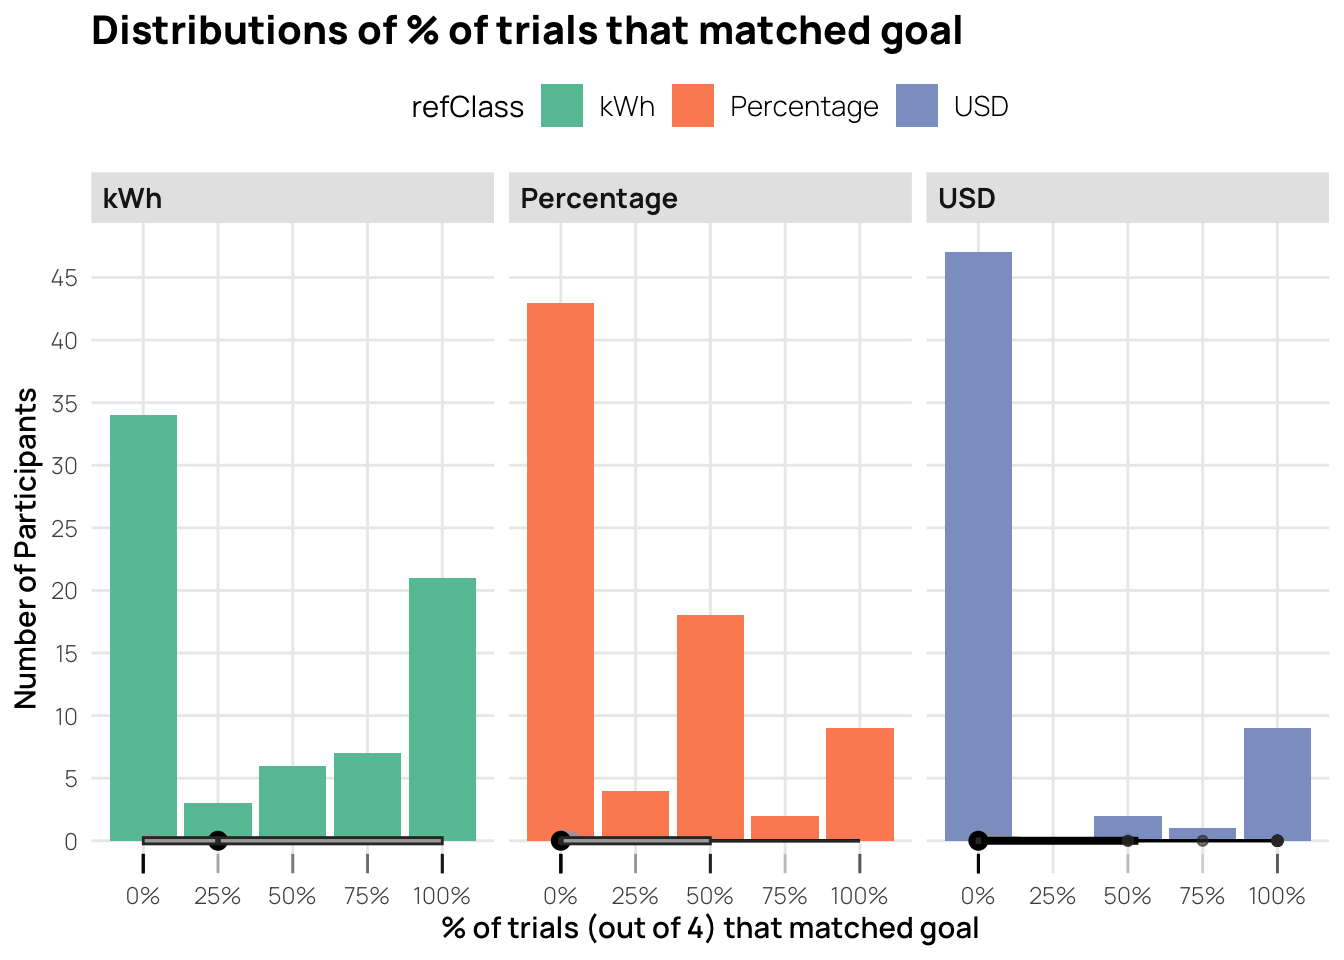 Distributions of % of trials that matched goal
refClass kWh Percentage USD
kWh Percentage USD
45
40
35
30
25
20
15
10
5
0
Number of Participants
0% 25% 50% 75% 100% 0% 25% 50% 75% 100% 0% 25% 50% 75% 100%
% of trials (out of 4) that matched goal